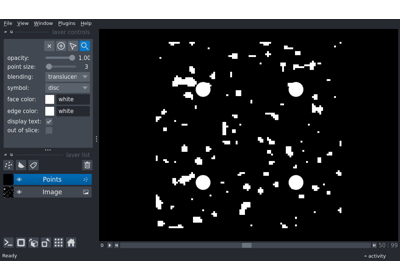 File View Window Plugins Help
layer controls
opacity: 1.00
point size: 3
blending: translucen
symbol: disc
face color: white
edge color: white
display text:
out of slice:
layer list
Points
Image
0 50 99
Ready activity